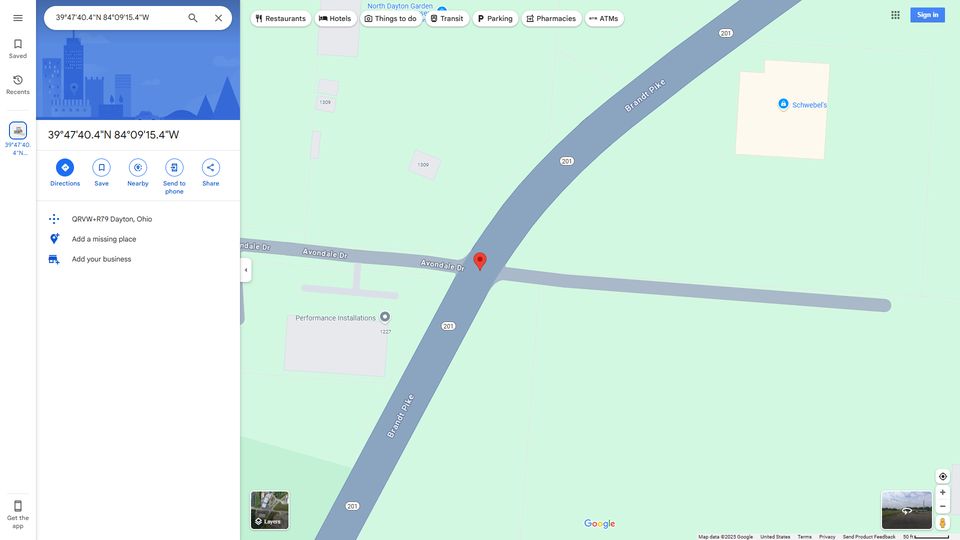 39°47'40.4"N 84°09'15.4"W
Restaurants
Hotels
Things to do
Transit
Parking
Pharmacies
ATMs
Sign in
Saved
Recents
39°47'40.
4"N...
39°47'40.4"N 84°09'15.4"W
Directions
Save
Nearby
Send to
phone
Share
QRVW+R79 Dayton, Ohio
Add a missing place
Add your business
Get the
app
North Dayton Garden
201
Brandt Pike
Schwebel's
1309
201
1309
ndale Dr
Avondale Dr
Avondale Dr
201
Performance Installations
1227
Brandt Pike
201
Layers
Google
Map data ©2025 Google
United States
Terms
Privacy
Send Product Feedback
50 ft